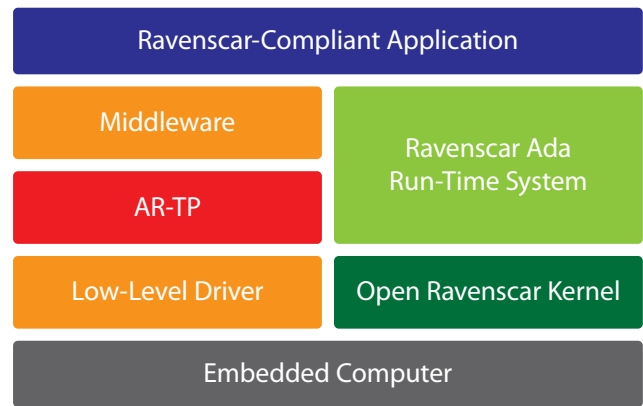 Ravenscar-Compliant Application
Middleware
Ravenscar Ada
Run-Time System
AR-TP
Low-Level Driver
Open Ravenscar Kernel
Embedded Computer